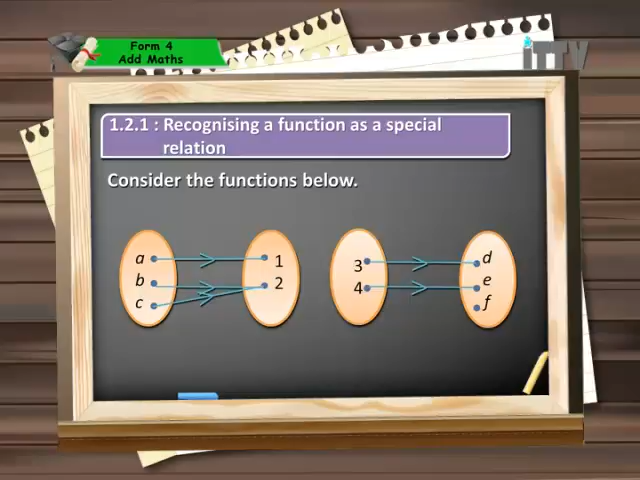 Form 4
Add Maths
iTTV
1.2.1 : Recognising a function as a special
relation
Consider the functions below.
a
b
c
1
2
3
4
d
e
f